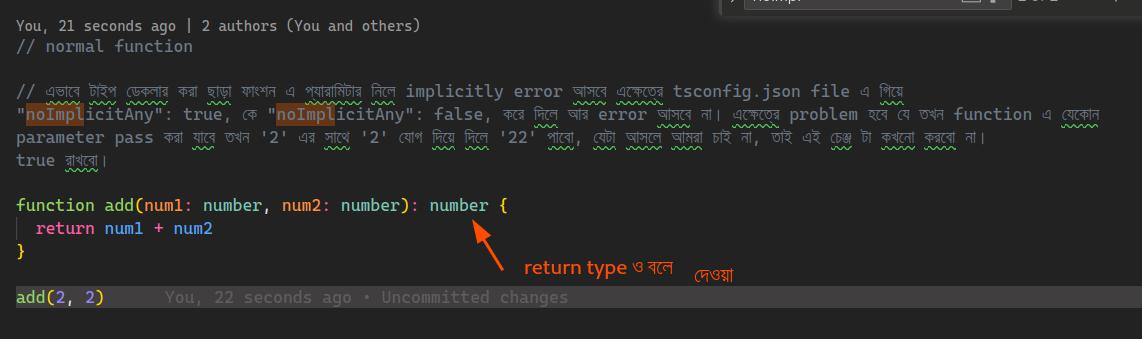 You, 21 seconds ago | 2 authors (You and others)
// normal function
// এভাবে টাইপ ডেকলার করা ছাড়া ফাংশন এ প্যারামিটার নিলে implicitly error আসবে এক্ষেত্রে tsconfig.json file এ গিয়ে
"noImplicitAny": true, কে "noImplicitAny": false, করে দিলে আর error আসবে না। এক্ষেত্রে problem হবে যে তখন function এ যেকোন
parameter pass করা যাবে তখন '2' এর সাথে '2' যোগ দিয়ে দিলে '22' পাবো, যেটা আসলে আমরা চাই না, তাই এই চেঞ্জ টা কখনো করবো না।
true রাখবো।
function add(num1: number, num2: number): number {
return num1 + num2
}
return type ও বলে দেওয়া
add(2, 2) You, 22 seconds ago • Uncommitted changes